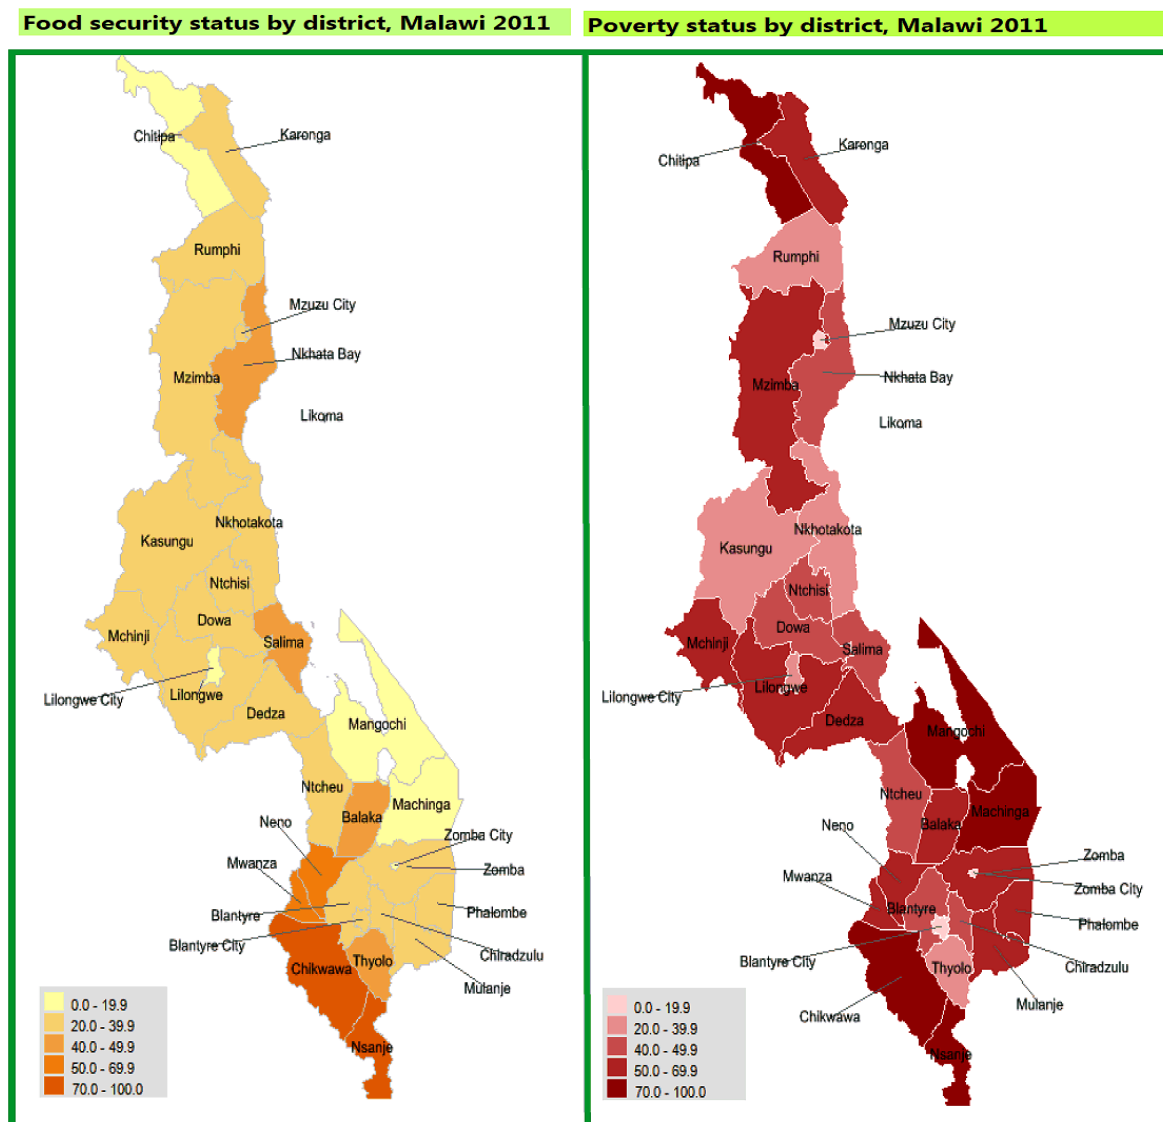 Food security status by district, Malawi 2011
Chitipa
Karonga
Rumphi
Mzuzu City
Nkhata Bay
Mzimba
Likoma
Nkhotakota
Kasungu
Ntchisi
Dowa
Mchinji
Salima
Lilongwe City
Lilongwe
Dedza
Mangochi
Ntcheu
Machinga
Balaka
Neno
Zomba City
Mwanza
Zomba
Blantyre
Phalombe
Blantyre City
Chiradzulu
Thyolo
Chikwawa
Mulanje
Nsanje
0.0 - 19.9
20.0 - 39.9
40.0 - 49.9
50.0 - 69.9
70.0 - 100.0
Poverty status by district, Malawi 2011
Karonga
Chitipa
Rumphi
Mzuzu City
Nkhata Bay
Mzimba
Likoma
Nkhotakota
Kasungu
Ntchisi
Dowa
Mchinji
Salima
Lilongwe
Lilongwe City
Dedza
Mangochi
Ntcheu
Machinga
Balaka
Neno
Zomba
Mwanza
Zomba City
Blantyre
Phalombe
Blantyre City
Thyolo
Chiradzulu
Mulanje
Chikwawa
Nsanje
0.0 - 19.9
20.0 - 39.9
40.0 - 49.9
50.0 - 69.9
70.0 - 100.0